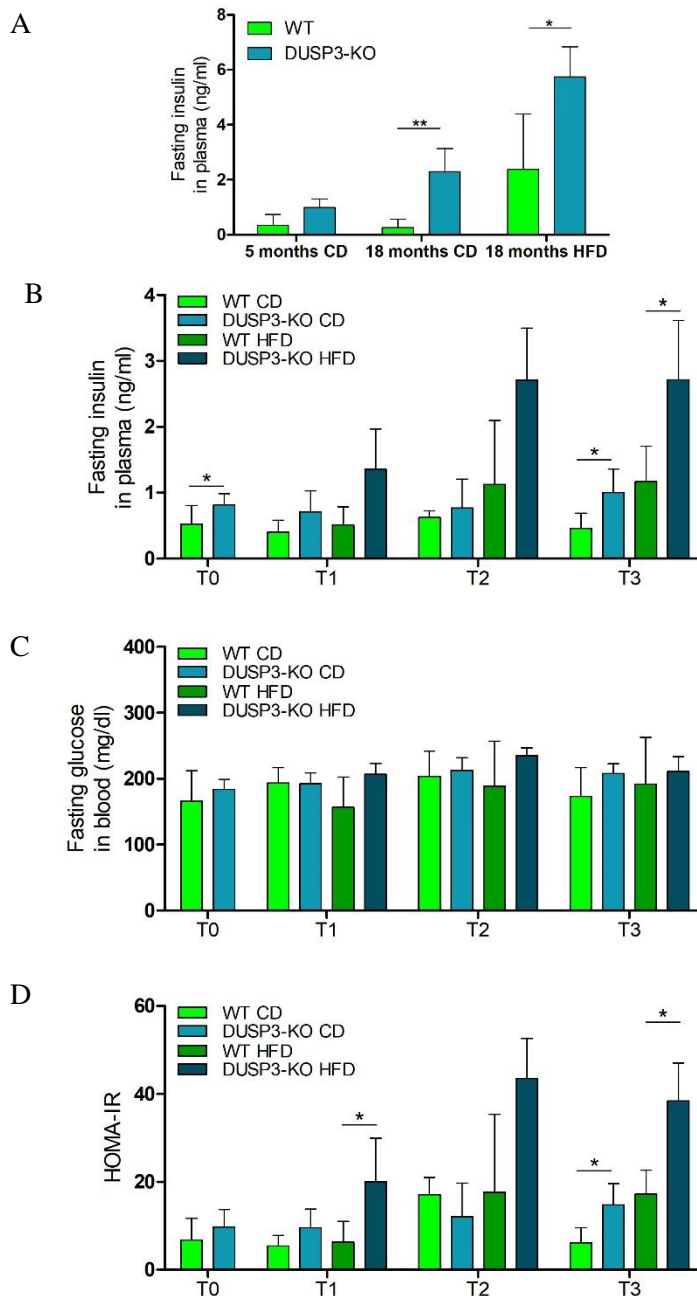 A
Fasting insulin
in plasma (ng/ml)
8
6
4
2
0
WT
DUSP3-KO
**
*
5 months CD 18 months CD 18 months HFD
B
Fasting insulin
in plasma (ng/ml)
4
3
2
1
0
WT CD
DUSP3-KO CD
WT HFD
DUSP3-KO HFD
*
*
*
T0 T1 T2 T3
C
Fasting glucose
in blood (mg/dl)
400
300
200
100
0
WT CD
DUSP3-KO CD
WT HFD
DUSP3-KO HFD
T0 T1 T2 T3
D
HOMA-IR
60
40
20
0
WT CD
DUSP3-KO CD
WT HFD
DUSP3-KO HFD
*
*
*
T0 T1 T2 T3